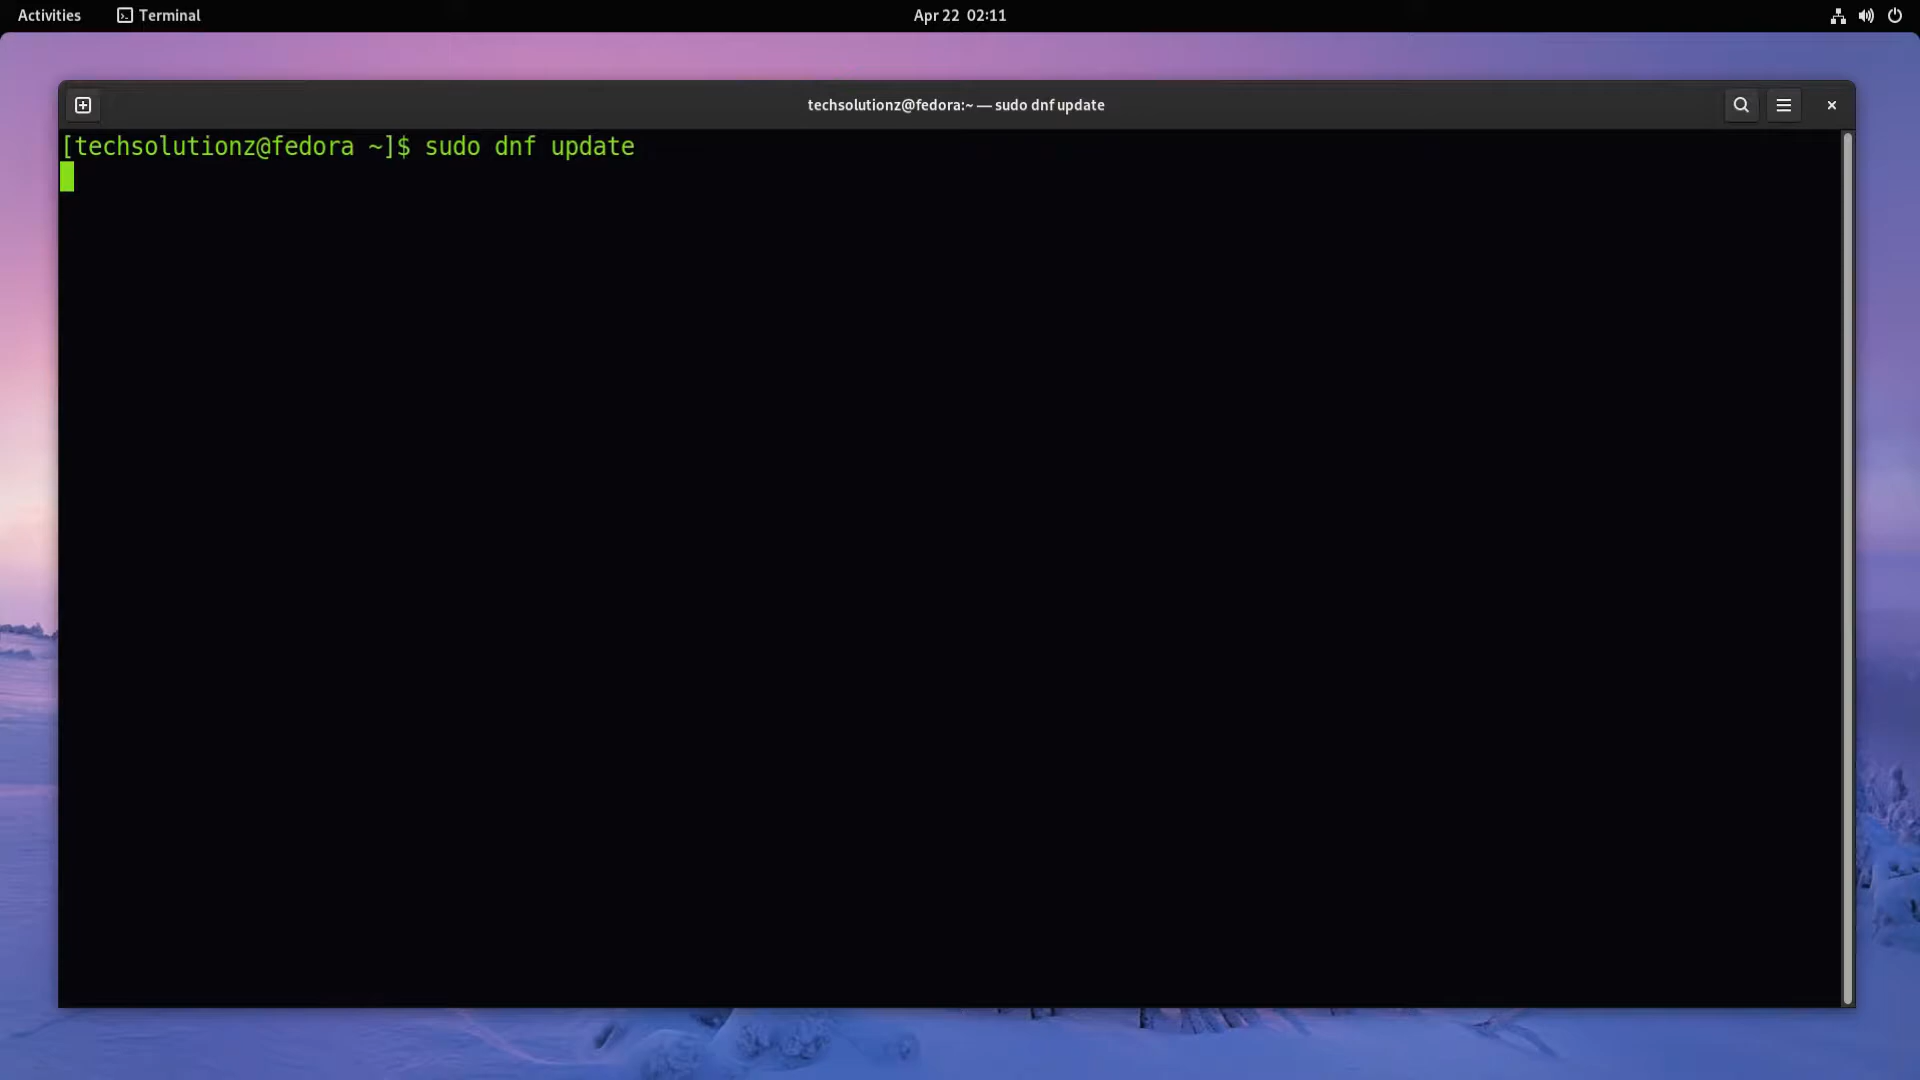 Activities Terminal Apr 22 02:11
techsolutionz@fedora:~ — sudo dnf update
[techsolutionz@fedora ~]$ sudo dnf update